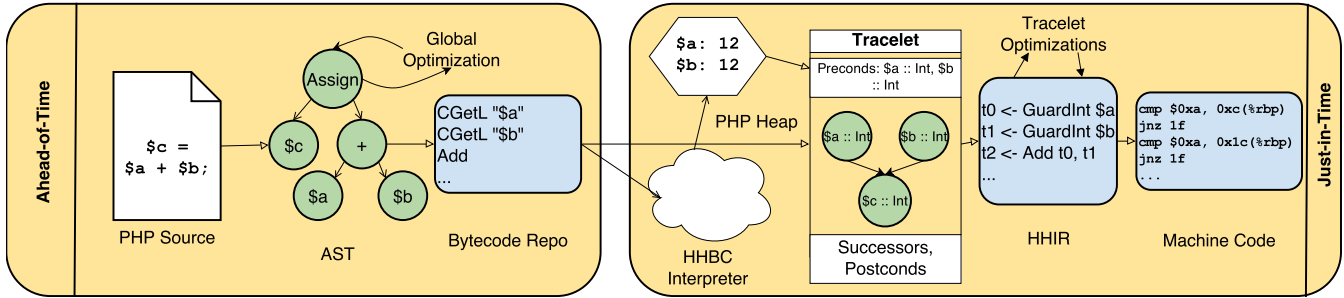 Ahead-of-Time
$c =
$a + $b;
PHP Source
Global
Optimization
Assign
$c
+
$a
$b
AST
CGetL "$a"
CGetL "$b"
Add
...
Bytecode Repo
$a: 12
$b: 12
PHP Heap
HHBC
Interpreter
Tracelet
Preconds: $a :: Int, $b
:: Int
$a :: Int
$b :: Int
$c :: Int
Successors,
Postconds
Tracelet
Optimizations
t0 <- GuardInt $a
t1 <- GuardInt $b
t2 <- Add t0, t1
...
HHIR
cmp $0xa, 0xc(%rbp)
jnz 1f
cmp $0xa, 0x1c(%rbp)
jnz 1f
...
Machine Code
Just-in-Time